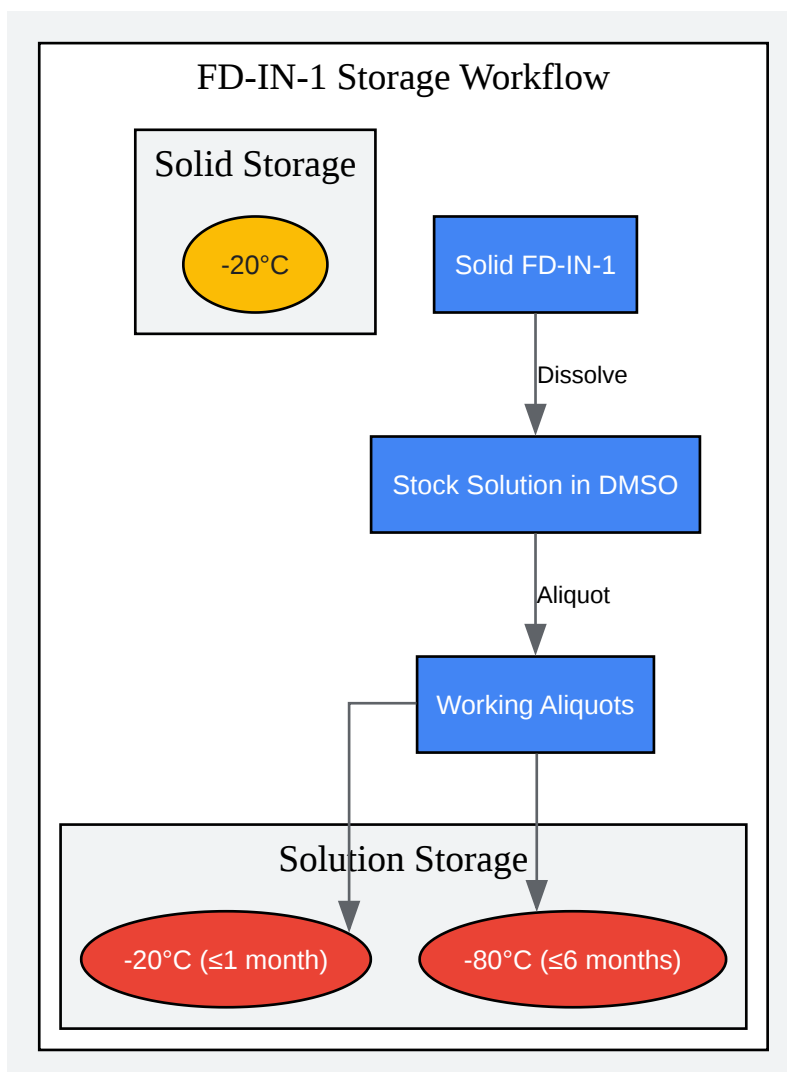 FD-IN-1 Storage Workflow
Solid Storage
-20°C
Solid FD-IN-1
Dissolve
Stock Solution in DMSO
Aliquot
Working Aliquots
Solution Storage
-20°C (≤1 month)
-80°C (≤6 months)